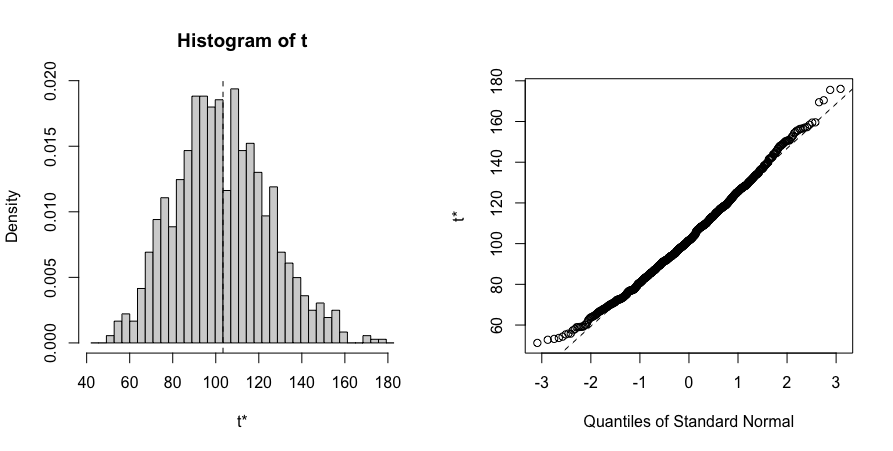 Histogram of t
Density
0.000 0.005 0.010 0.015 0.020
40 60 80 100 120 140 160 180
t*
t*
60 80 100 120 140 160 180
-3 -2 -1 0 1 2 3
Quantiles of Standard Normal